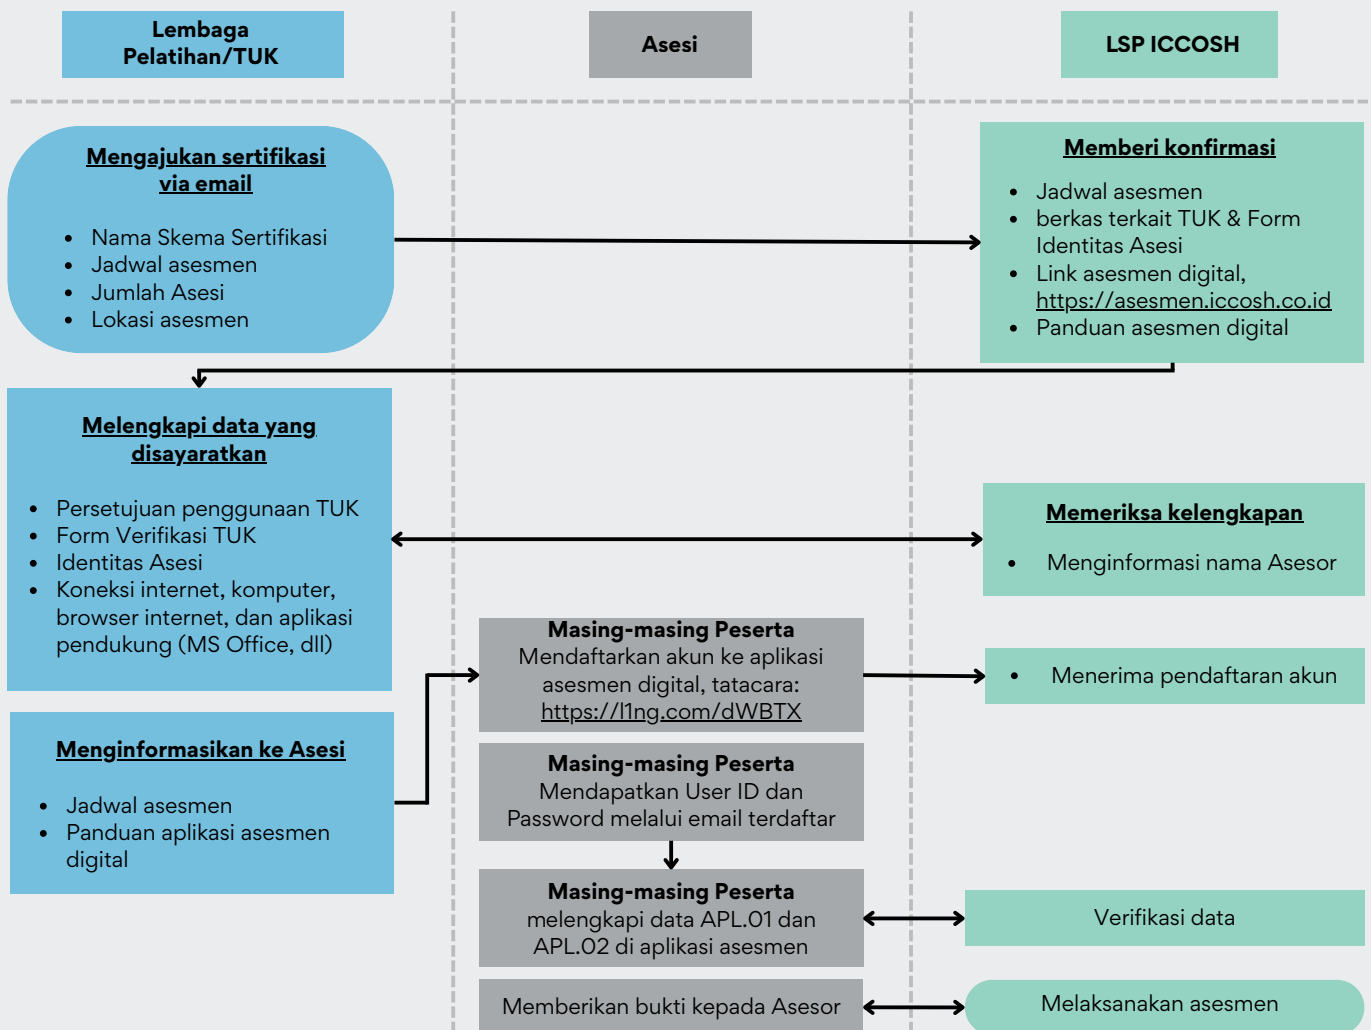 Lembaga
Pelatihan/TUK
Asesi
LSP ICCOSH
Mengajukan sertifikasi
via email
• Nama Skema Sertifikasi
• Jadwal asesmen
• Jumlah Asesi
• Lokasi asesmen
Memberi konfirmasi
• Jadwal asesmen
• berkas terkait TUK & Form
Identitas Asesi
• Link asesmen digital,
https://asesmen.iccosh.co.id
• Panduan asesmen digital
Melengkapi data yang
disayaratkan
• Persetujuan penggunaan TUK
• Form Verifikasi TUK
• Identitas Asesi
• Koneksi internet, komputer,
browser internet, dan aplikasi
pendukung (MS Office, dll)
Memeriksa kelengkapan
• Menginformasi nama Asesor
Masing-masing Peserta
Mendaftarkan akun ke aplikasi
asesmen digital, tatacara:
https://l1ng.com/dWBTX
• Menerima pendaftaran akun
Menginformasikan ke Asesi
• Jadwal asesmen
• Panduan aplikasi asesmen
digital
Masing-masing Peserta
Mendapatkan User ID dan
Password melalui email terdaftar
Masing-masing Peserta
melengkapi data APL.01 dan
APL.02 di aplikasi asesmen
Verifikasi data
Memberikan bukti kepada Asesor
Melaksanakan asesmen